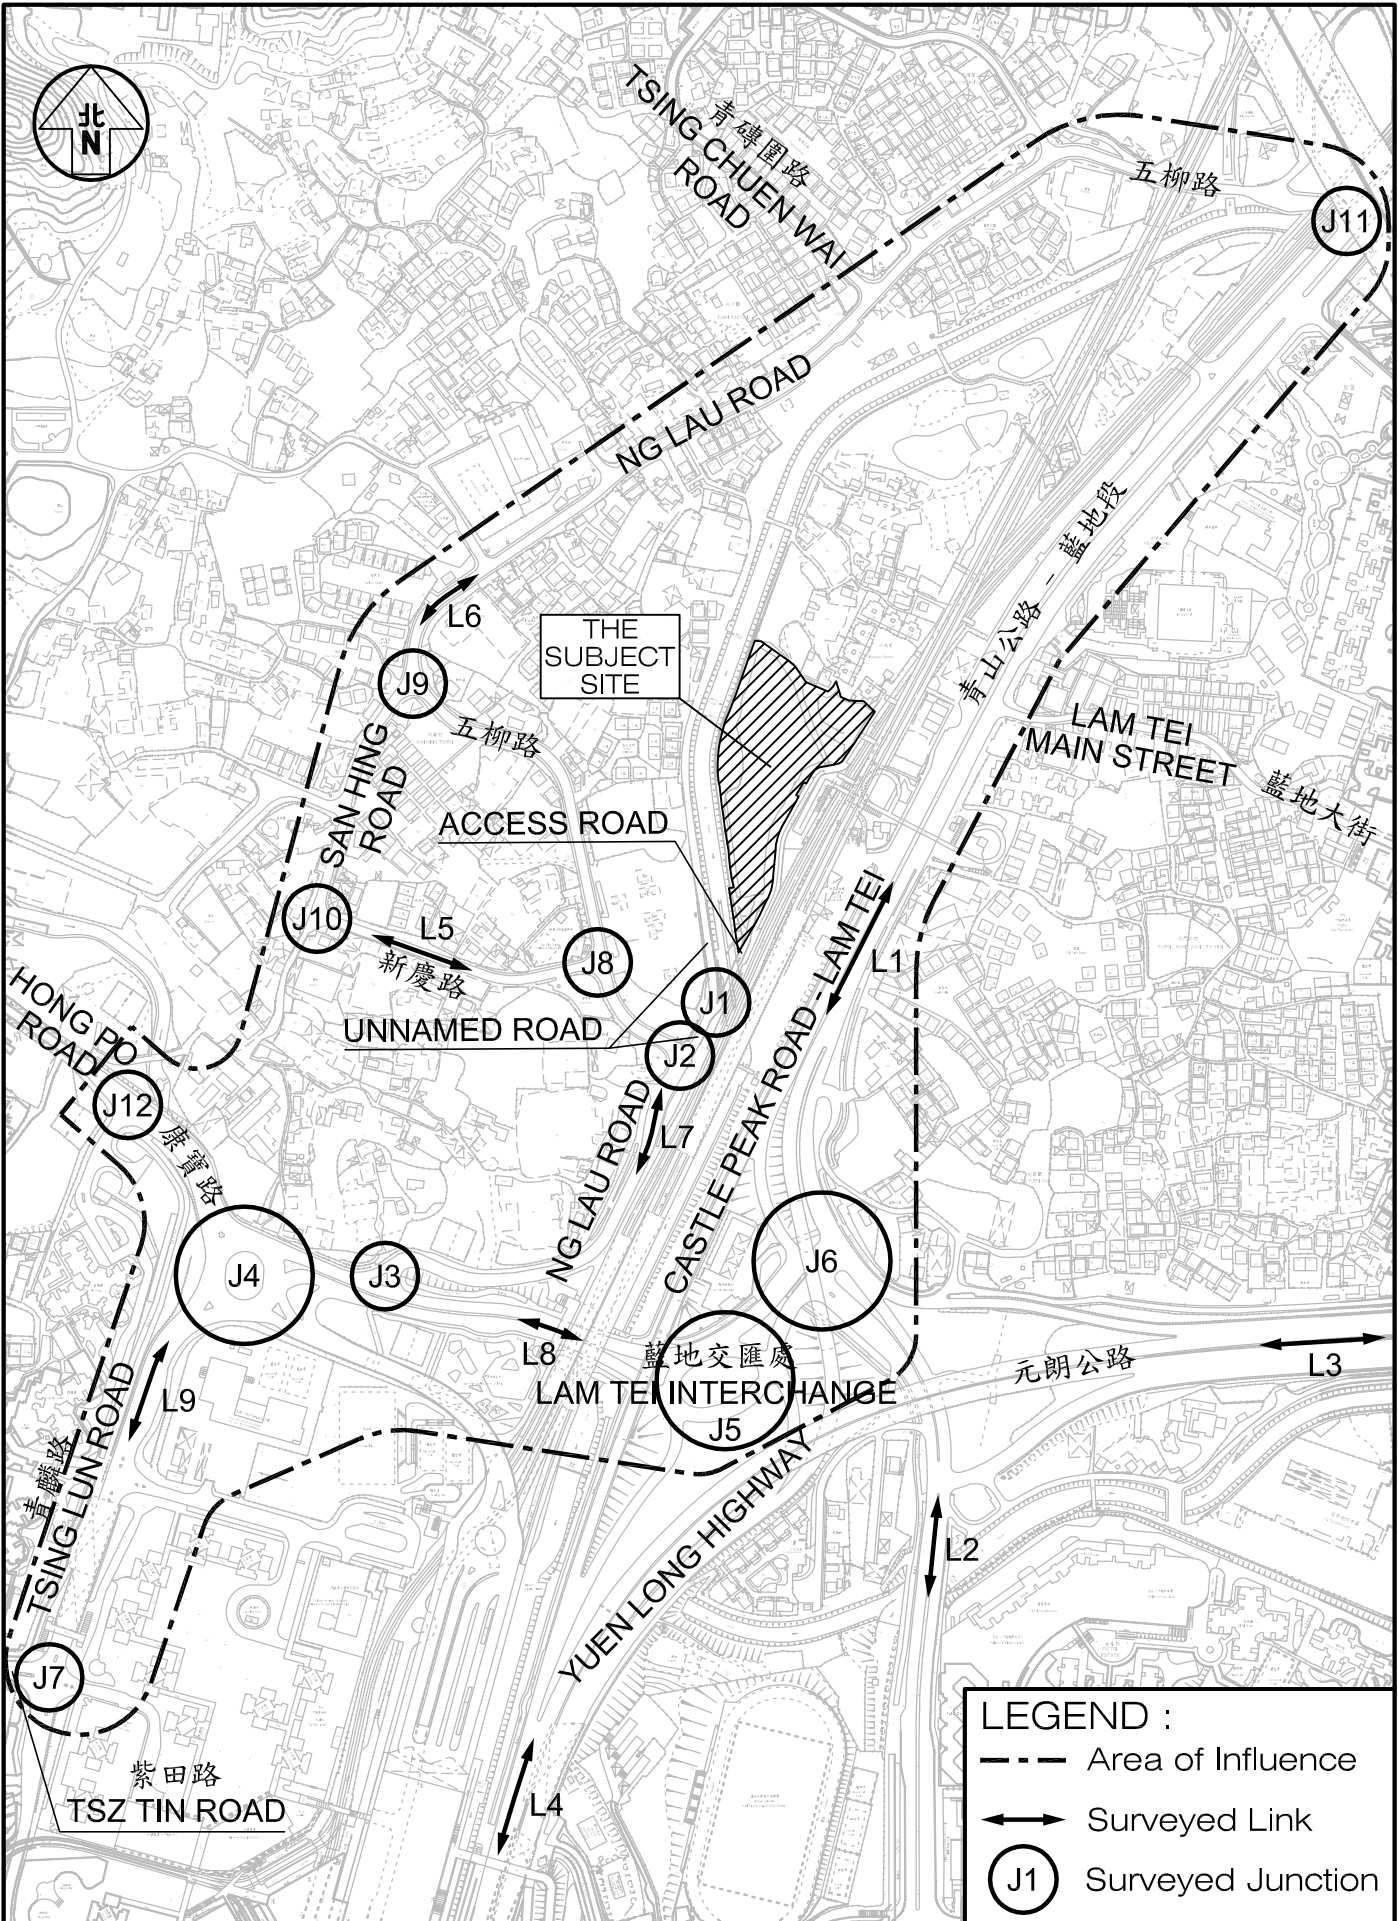 北
N
青磚圍路
TSING CHUEN WAI
ROAD
五柳路
J11
NG LAU ROAD
青山公路 - 藍地段
L6
THE
SUBJECT
SITE
J9
五柳路
LAM TEI
MAIN STREET
藍地大街
SAN HING
ROAD
ACCESS ROAD
J10
L5
新慶路
J8
L1
HONG PO
ROAD
UNNAMED ROAD
J1
J2
CASTLE PEAK ROAD - LAM TEI
J12
康寶路
NG LAU ROAD
L7
J4
J3
J6
L8
藍地交匯處
LAM TEI INTERCHANGE
J5
元朗公路
L3
L9
青麟路
TSING LUN ROAD
YUEN LONG HIGHWAY
L2
J7
紫田路
TSZ TIN ROAD
L4
LEGEND :
Area of Influence
Surveyed Link
J1 Surveyed Junction